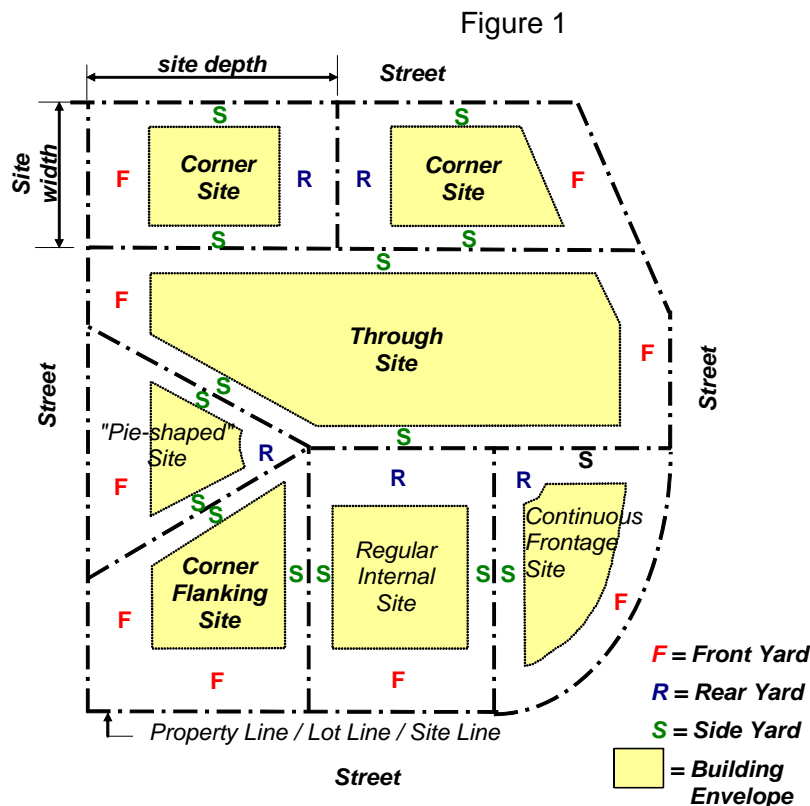 Figure 1
site depth
Street
Site
width
S
S
Corner
Site
Corner
Site
F
R
R
F
S
S
S
F
Through
Site
F
Street
Street
S
S
"Pie-shaped"
Site
S
S
R
R
R
F
S
S
Continuous
Frontage
Site
Corner
Flanking
Site
S
S
Regular
Internal
Site
S
S
F
F
F
F
F = Front Yard
R = Rear Yard
S = Side Yard
= Building
Envelope
Property Line / Lot Line / Site Line
Street